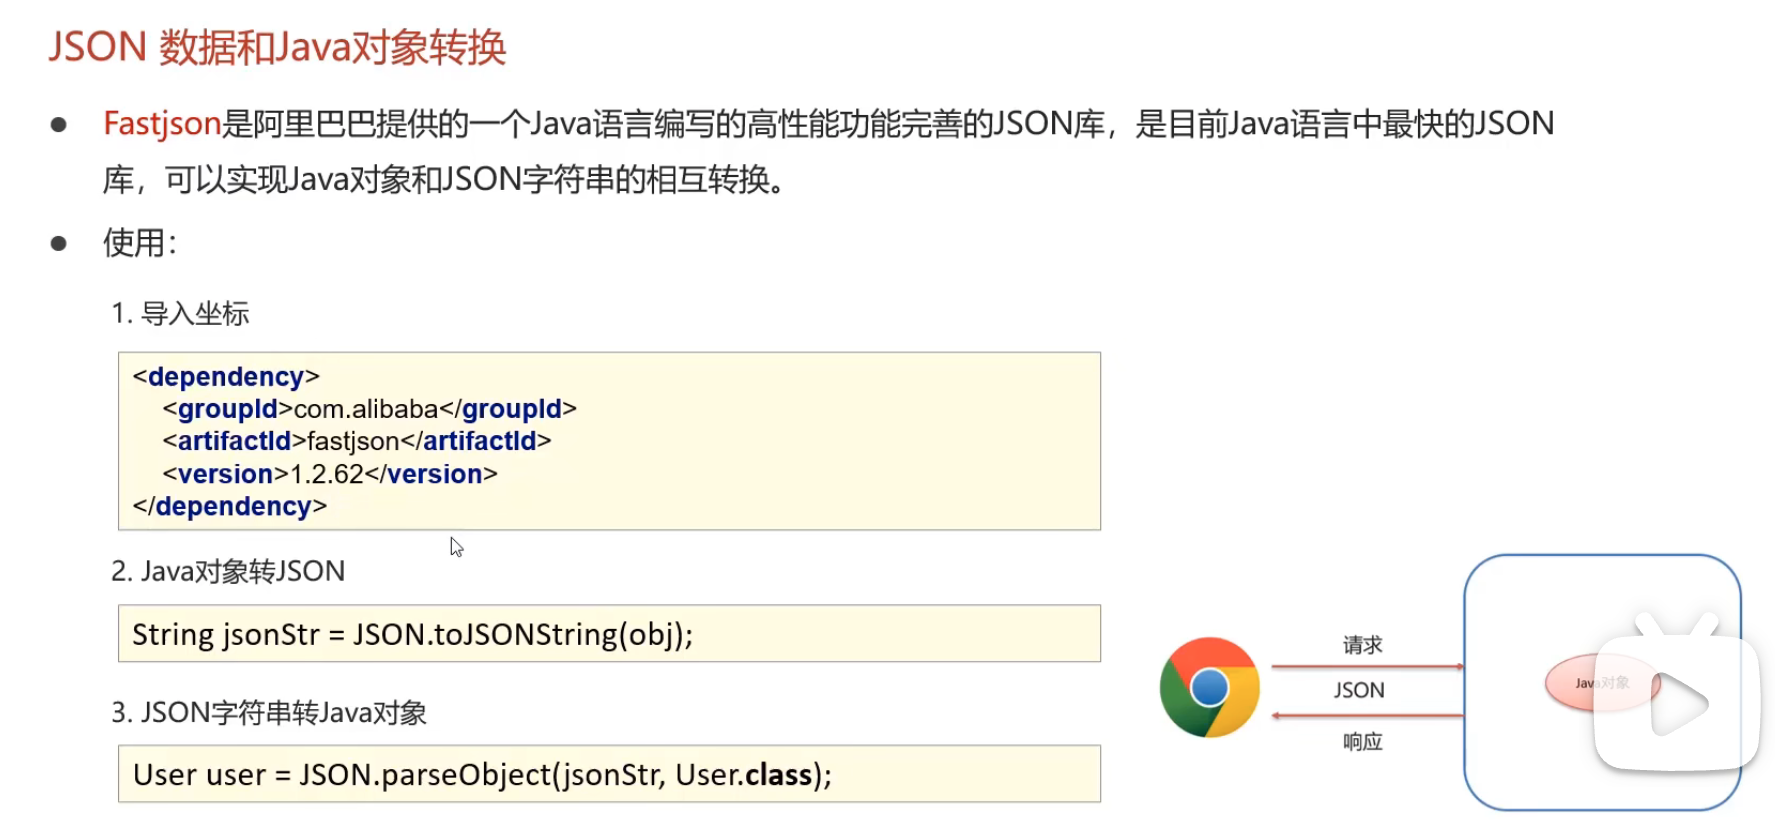 JSON 数据和Java对象转换
● Fastjson是阿里巴巴提供的一个Java语言编写的高性能功能完善的JSON库，是目前Java语言中最快的JSON
库，可以实现Java对象和JSON字符串的相互转换。
● 使用：
1. 导入坐标
<dependency>
<groupId>com.alibaba</groupId>
<artifactId>fastjson</artifactId>
<version>1.2.62</version>
</dependency>
2. Java对象转JSON
String jsonStr = JSON.toJSONString(obj);
3. JSON字符串转Java对象
User user = JSON.parseObject(jsonStr, User.class);
请求
JSON
响应
Java对象